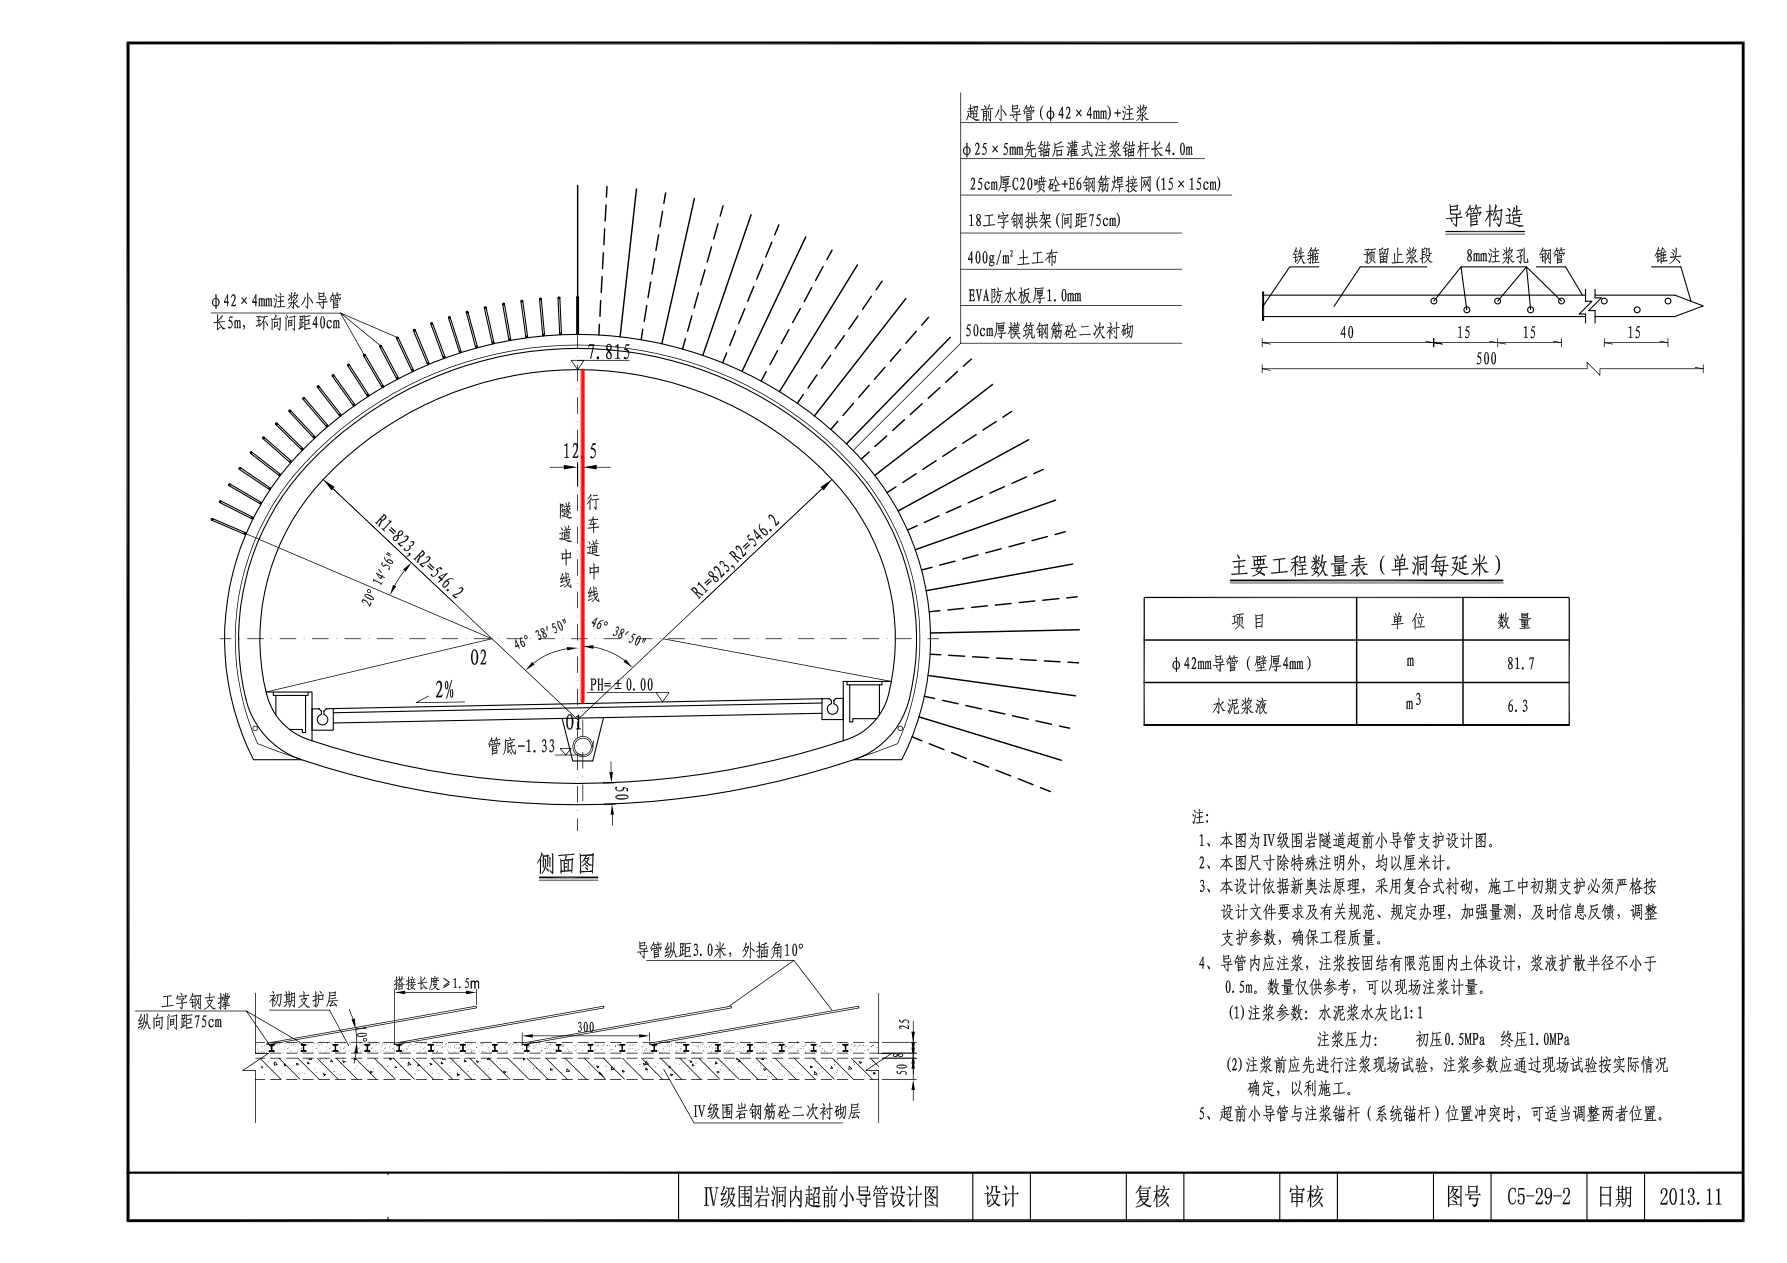 超前小导管(φ42×4mm)+注浆
φ25×5mm先锚后灌式注浆锚杆长4.0m
25cm厚C20喷砼+E6钢筋焊接网(15×15cm)
18工字钢拱架(间距75cm)
400g/m²土工布
EVA防水板厚1.0mm
50cm厚模筑钢筋砼二次衬砌
φ42×4mm注浆小导管
长5m，环向间距40cm
7.815
12.5
隧道中线
行车道中线
R1=823,R2=546.2
R1=823,R2=546.2
20°14'56"
46°38'50"
46°38'50"
O2
O1
2%
PH=±0.00
管底-1.33
50
侧面图
导管构造
铁箍
预留止浆段
8mm注浆孔
钢管
锥头
40
15
15
15
500
主要工程数量表（单洞每延米）
项 目 单 位 数 量
φ42mm导管（壁厚4mm） m 81.7
水泥浆液 m³ 6.3
导管纵距3.0米，外插角10°
搭接长度≥1.5m
工字钢支撑
纵向间距75cm
初期支护层
10°
300
25
8
50
IV级围岩钢筋砼二次衬砌层
注：
1、本图为IV级围岩隧道超前小导管支护设计图。
2、本图尺寸除特殊注明外，均以厘米计。
3、本设计依据新奥法原理，采用复合式衬砌，施工中初期支护必须严格按
设计文件要求及有关规范、规定办理，加强量测，及时信息反馈，调整
支护参数，确保工程质量。
4、导管内应注浆，注浆按固结有限范围内土体设计，浆液扩散半径不小于
0.5m。数量仅供参考，可以现场注浆计量。
(1)注浆参数：水泥浆水灰比1:1
注浆压力： 初压0.5MPa 终压1.0MPa
(2)注浆前应先进行注浆现场试验，注浆参数应通过现场试验按实际情况
确定，以利施工。
5、超前小导管与注浆锚杆（系统锚杆）位置冲突时，可适当调整两者位置。
IV级围岩洞内超前小导管设计图 设计 复核 审核 图号 C5-29-2 日期 2013.11